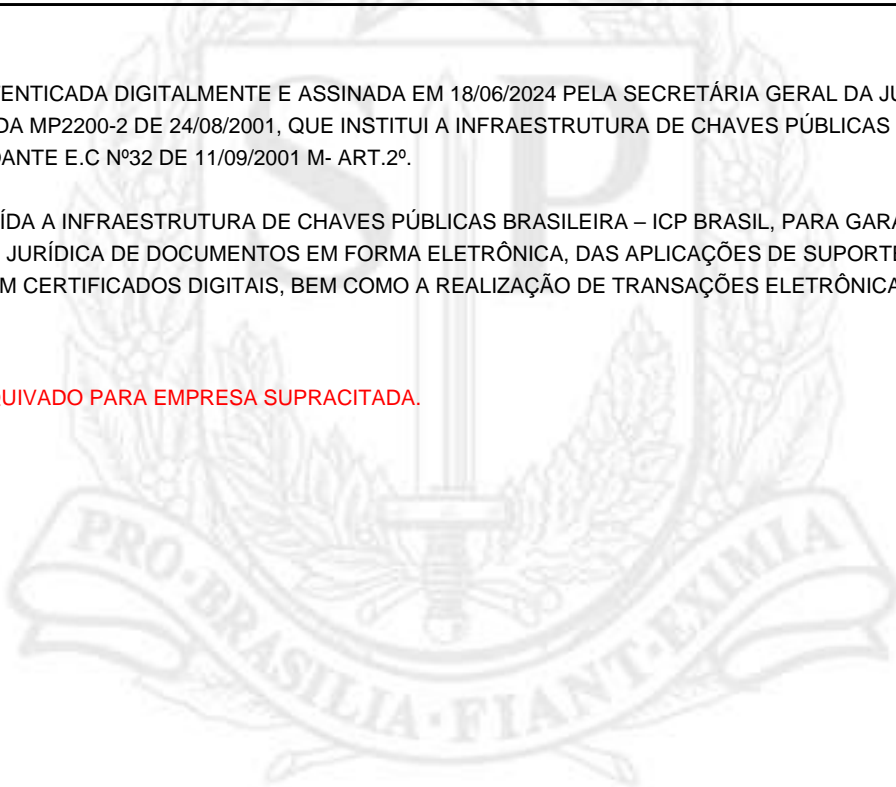 ENTICADA DIGITALMENTE E ASSINADA EM 18/06/2024 PELA SECRETÁRIA GERAL DA JU
DA MP2200-2 DE 24/08/2001, QUE INSTITUI A INFRAESTRUTURA DE CHAVES PÚBLICAS
DANTE E.C Nº32 DE 11/09/2001 M- ART.2º.
ÍDA A INFRAESTRUTURA DE CHAVES PÚBLICAS BRASILEIRA – ICP BRASIL, PARA GARA
JURÍDICA DE DOCUMENTOS EM FORMA ELETRÔNICA, DAS APLICAÇÕES DE SUPORTE
M CERTIFICADOS DIGITAIS, BEM COMO A REALIZAÇÃO DE TRANSAÇÕES ELETRÔNICA
UIVADO PARA EMPRESA SUPRACITADA.
SP
PRO·BRASILIA·FIANT·EXIMIA